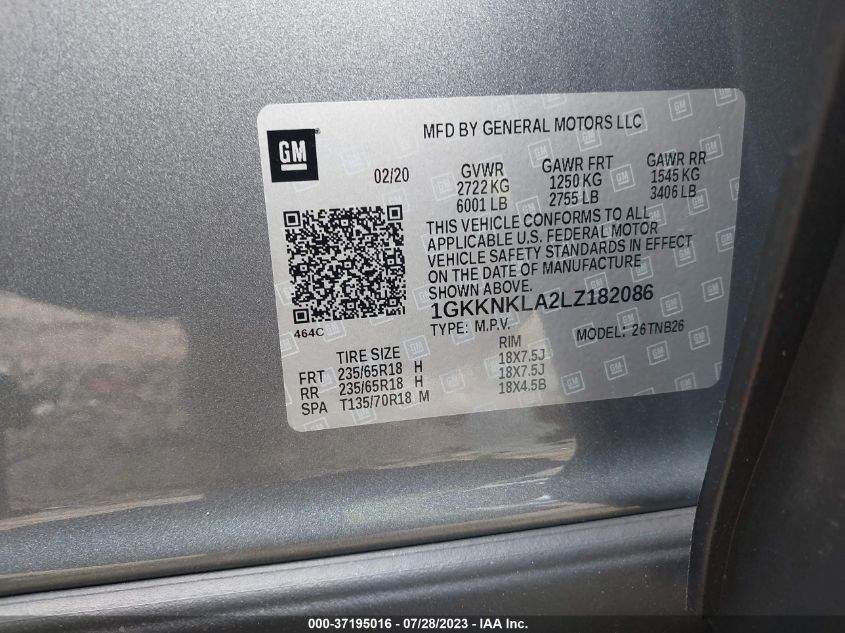 GM
MFD BY GENERAL MOTORS LLC
02/20
GVWR GAWR FRT GAWR RR
2722 KG 1250 KG 1545 KG
6001 LB 2755 LB 3406 LB
THIS VEHICLE CONFORMS TO ALL
APPLICABLE U.S. FEDERAL MOTOR
VEHICLE SAFETY STANDARDS IN EFFECT
ON THE DATE OF MANUFACTURE
SHOWN ABOVE.
1GKKNKLA2LZ182086
464C
TYPE: M.P.V. MODEL: 26TNB26
TIRE SIZE RIM
FRT 235/65R18 H 18X7.5J
RR 235/65R18 H 18X7.5J
SPA T135/70R18 M 18X4.5B
000-37195016 - 07/28/2023 - IAA Inc.